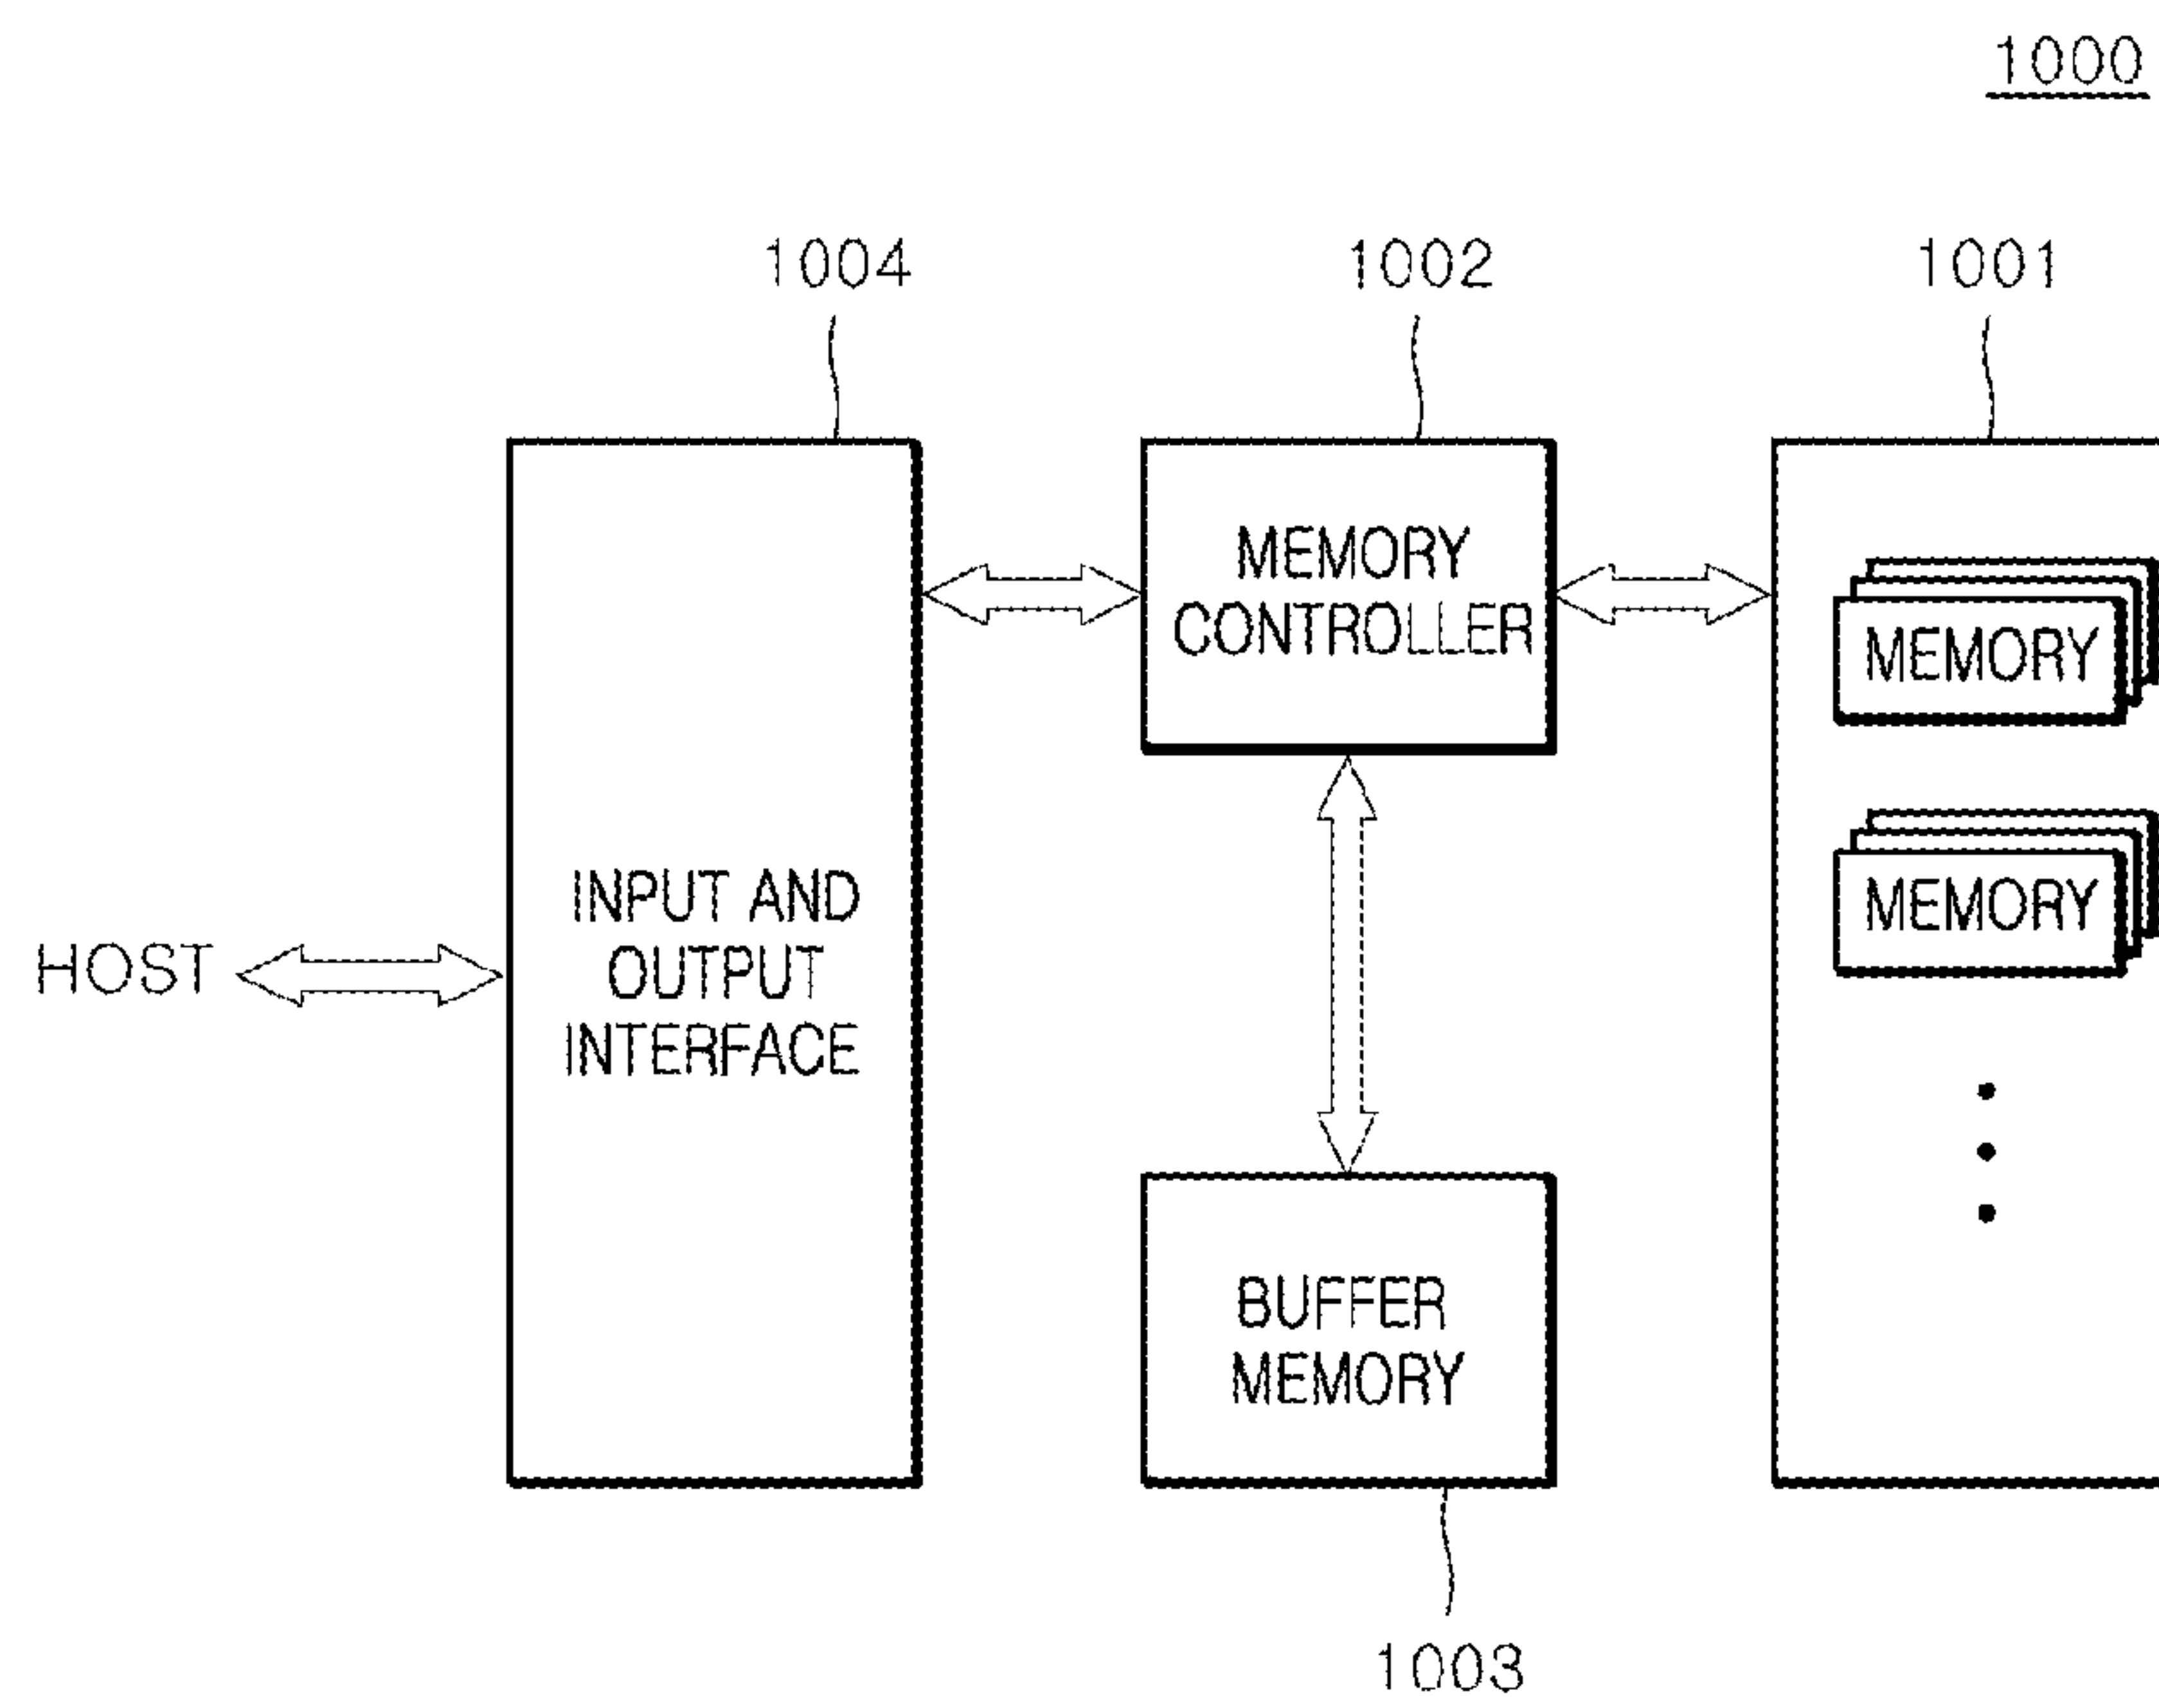 1000
1004
1002
1001
MEMORY
CONTROLLER
MEMORY
MEMORY
INPUT AND
OUTPUT
INTERFACE
HOST
BUFFER
MEMORY
1003